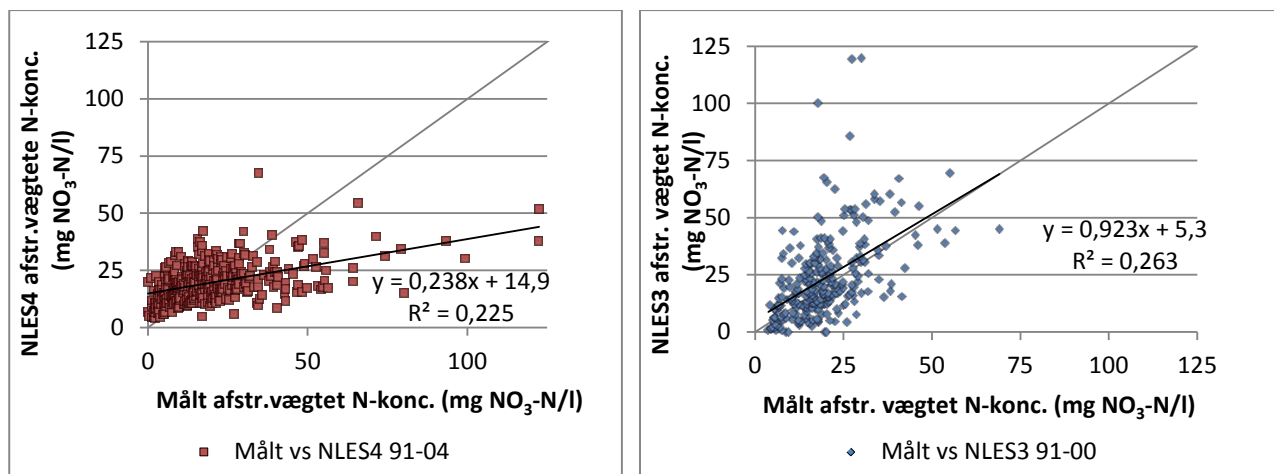 NLES4 afstr.vægtete N-konc.
(mg NO₃-N/l)
125
100
75
50
25
0
y = 0,238x + 14,9
R² = 0,225
0
50
100
Målt afstr.vægtet N-konc. (mg NO₃-N/l)
Målt vs NLES4 91-04
NLES3 afstr. vægtet N-konc.
(mg NO₃-N/l)
125
100
75
50
25
0
y = 0,923x + 5,3
R² = 0,263
0
25
50
75
100
125
Målt afstr. vægtet N-konc. (mg NO₃-N/l)
Målt vs NLES3 91-00